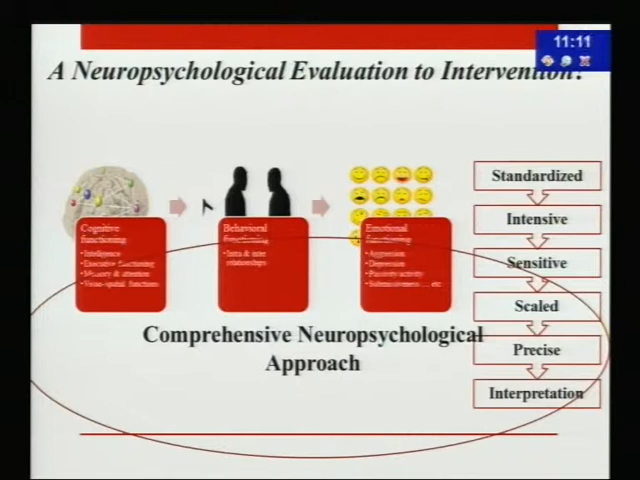 11:11
A Neuropsychological Evaluation to Intervention:
Cognitive
functioning
•Intelligence
•Executive functioning
•Memory & attention
•Visuo-spatial functions
Behavioral
functioning
•Intra & inter
relationships
Emotional
functioning
•Aggression
•Depression
•Passivity/activity
•Submissiveness … etc
Standardized
Intensive
Sensitive
Scaled
Precise
Interpretation
Comprehensive Neuropsychological
Approach